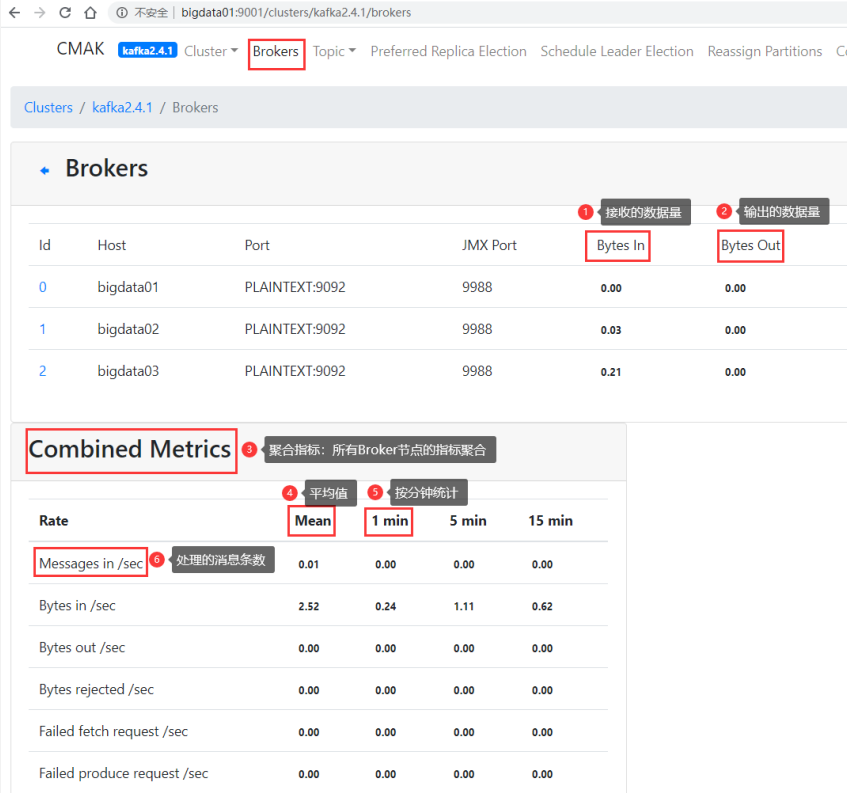 不安全 | bigdata01:9001/clusters/kafka2.4.1/brokers
CMAK kafka2.4.1 Cluster Brokers Topic Preferred Replica Election Schedule Leader Election Reassign Partitions
Clusters / kafka2.4.1 / Brokers
Brokers
1 接收的数据量 2 输出的数据量
Id Host Port JMX Port Bytes In Bytes Out
0 bigdata01 PLAINTEXT:9092 9988 0.00 0.00
1 bigdata02 PLAINTEXT:9092 9988 0.03 0.00
2 bigdata03 PLAINTEXT:9092 9988 0.21 0.00
Combined Metrics 3 聚合指标：所有Broker节点的指标聚合
4 平均值 5 按分钟统计
Rate Mean 1 min 5 min 15 min
Messages in /sec 6 处理的消息条数 0.01 0.00 0.00 0.00
Bytes in /sec 2.52 0.24 1.11 0.62
Bytes out /sec 0.00 0.00 0.00 0.00
Bytes rejected /sec 0.00 0.00 0.00 0.00
Failed fetch request /sec 0.00 0.00 0.00 0.00
Failed produce request /sec 0.00 0.00 0.00 0.00